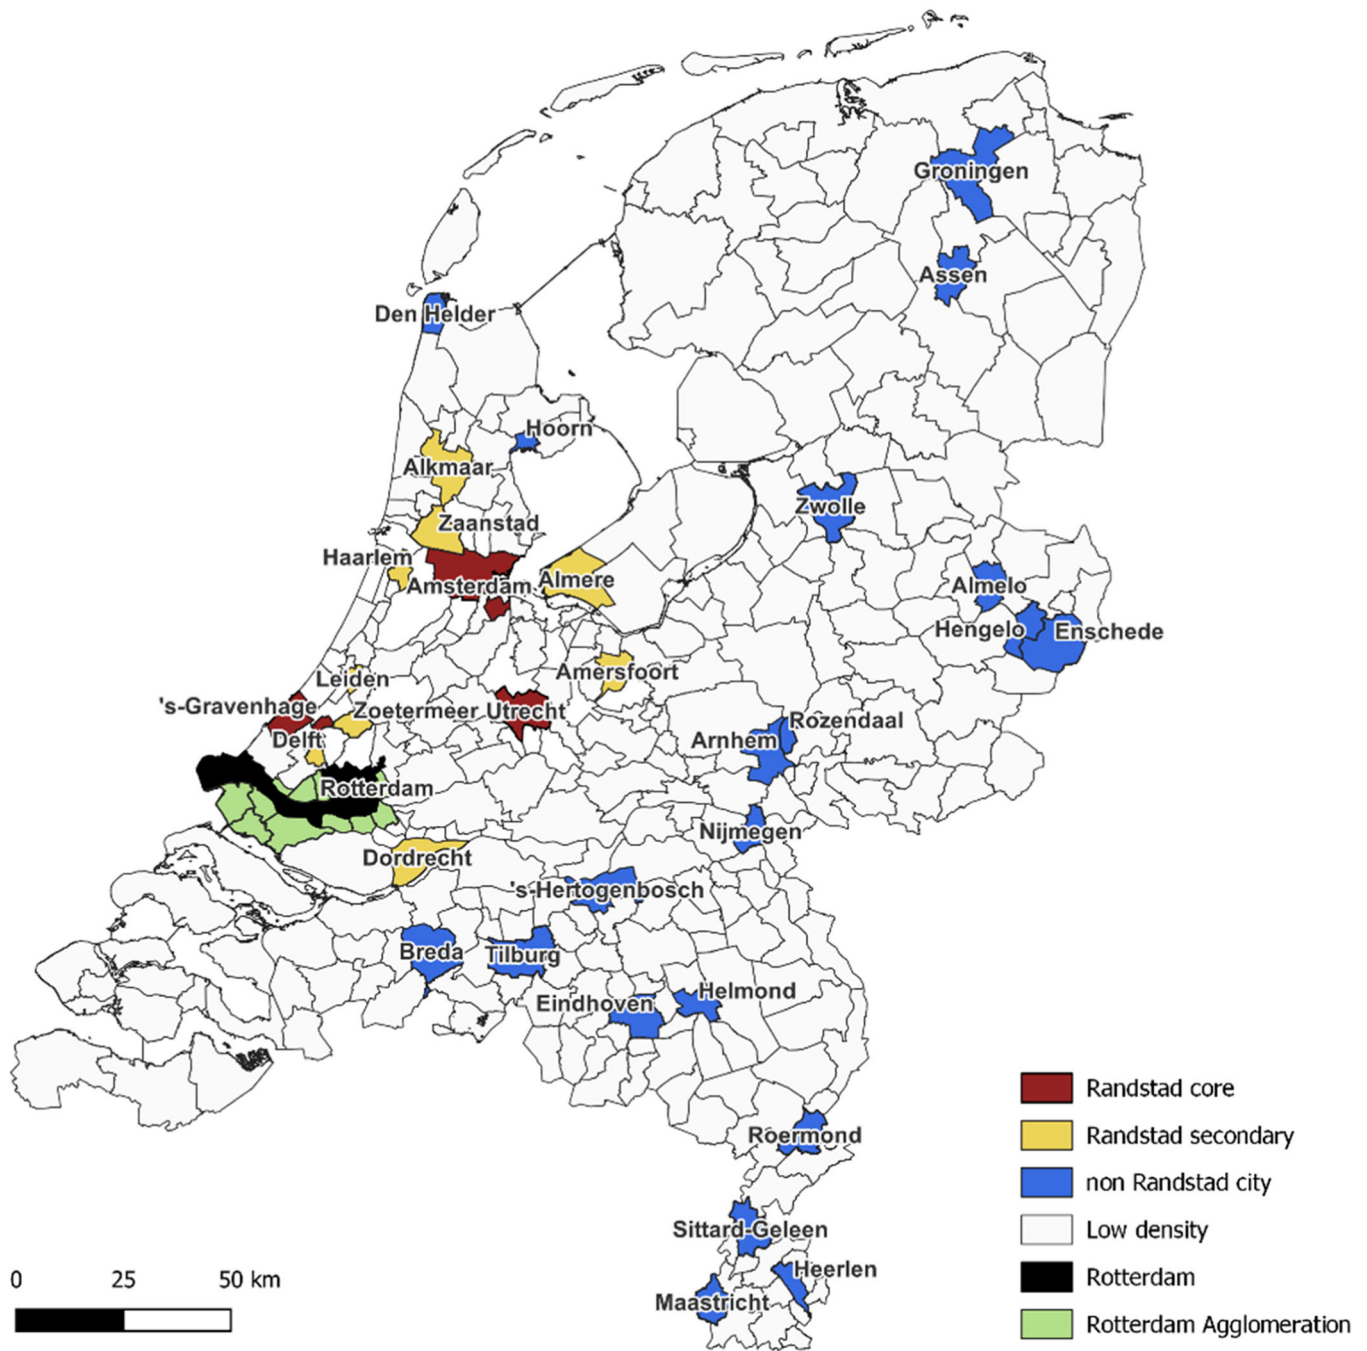 Groningen
Assen
Den Helder
Hoorn
Alkmaar
Zwolle
Zaanstad
Haarlem
Amsterdam
Almere
Almelo
Hengelo
Enschede
Amersfoort
Leiden
's-Gravenhage
Zoetermeer
Utrecht
Rozendaal
Delft
Arnhem
Rotterdam
Nijmegen
Dordrecht
's-Hertogenbosch
Breda
Tilburg
Helmond
Eindhoven
Roermond
Sittard-Geleen
Heerlen
Maastricht
Randstad core
Randstad secondary
non Randstad city
Low density
Rotterdam
Rotterdam Agglomeration
0 25 50 km